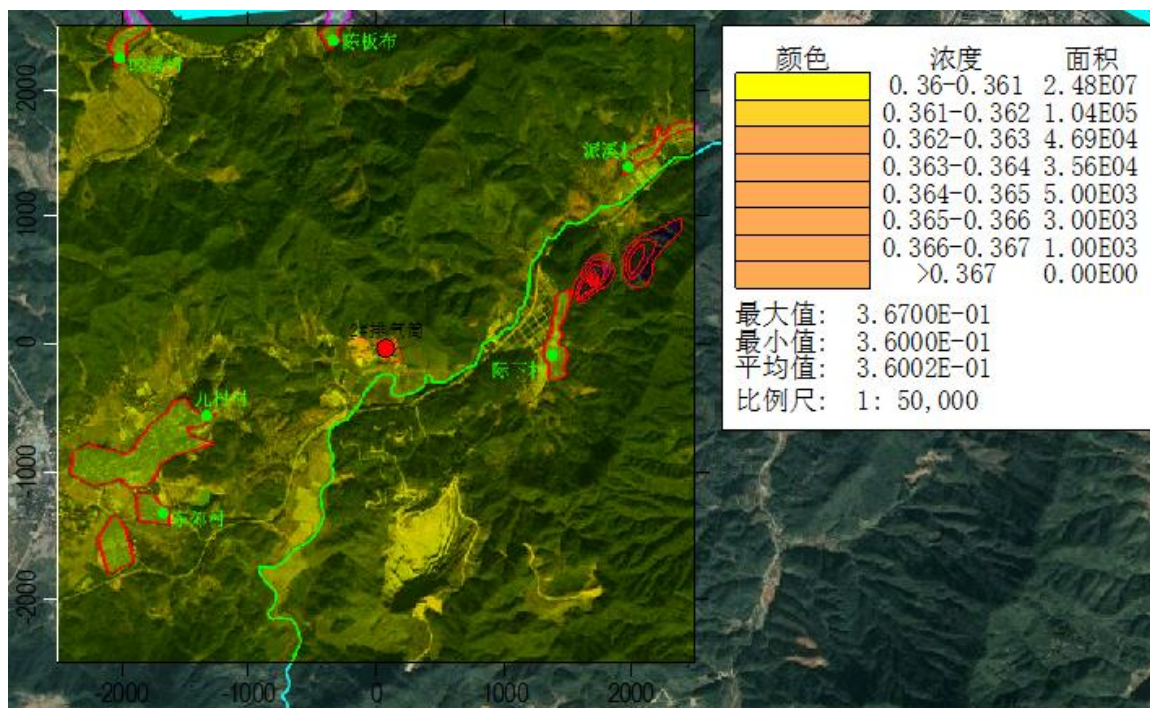 陈板布
2000
派溪村
1000
2#排气筒
0
陈下村
-1000
-2000
-2000 -1000 0 1000 2000
颜色 浓度 面积
0.36-0.361 2.48E07
0.361-0.362 1.04E05
0.362-0.363 4.69E04
0.363-0.364 3.56E04
0.364-0.365 5.00E03
0.365-0.366 3.00E03
0.366-0.367 1.00E03
>0.367 0.00E00
最大值: 3.6700E-01
最小值: 3.6000E-01
平均值: 3.6002E-01
比例尺: 1: 50,000